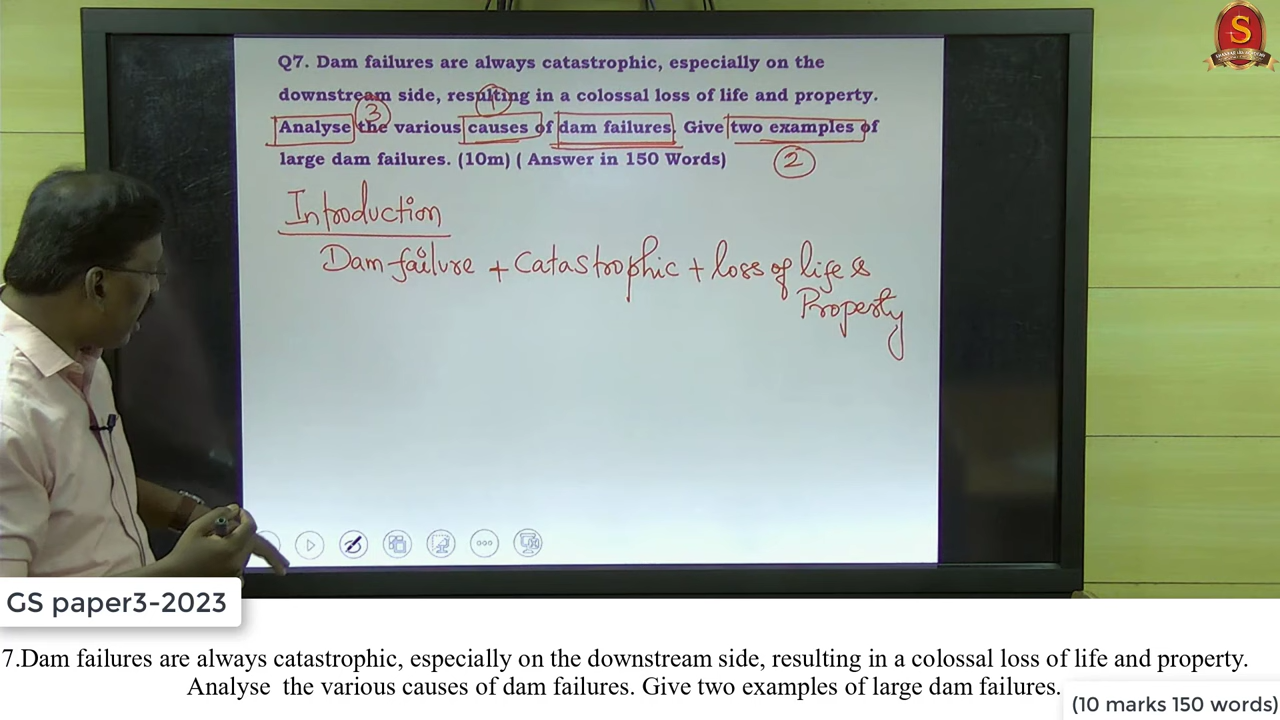 S
Q7. Dam failures are always catastrophic, especially on the
downstream side, resulting in a colossal loss of life and property.
3 1
Analyse the various causes of dam failures. Give two examples of
large dam failures. (10m) ( Answer in 150 Words)
2
Introduction
Dam failure + Catastrophic + loss of life &
Property
GS paper3-2023
7.Dam failures are always catastrophic, especially on the downstream side, resulting in a colossal loss of life and property.
Analyse the various causes of dam failures. Give two examples of large dam failures.
(10 marks 150 words)